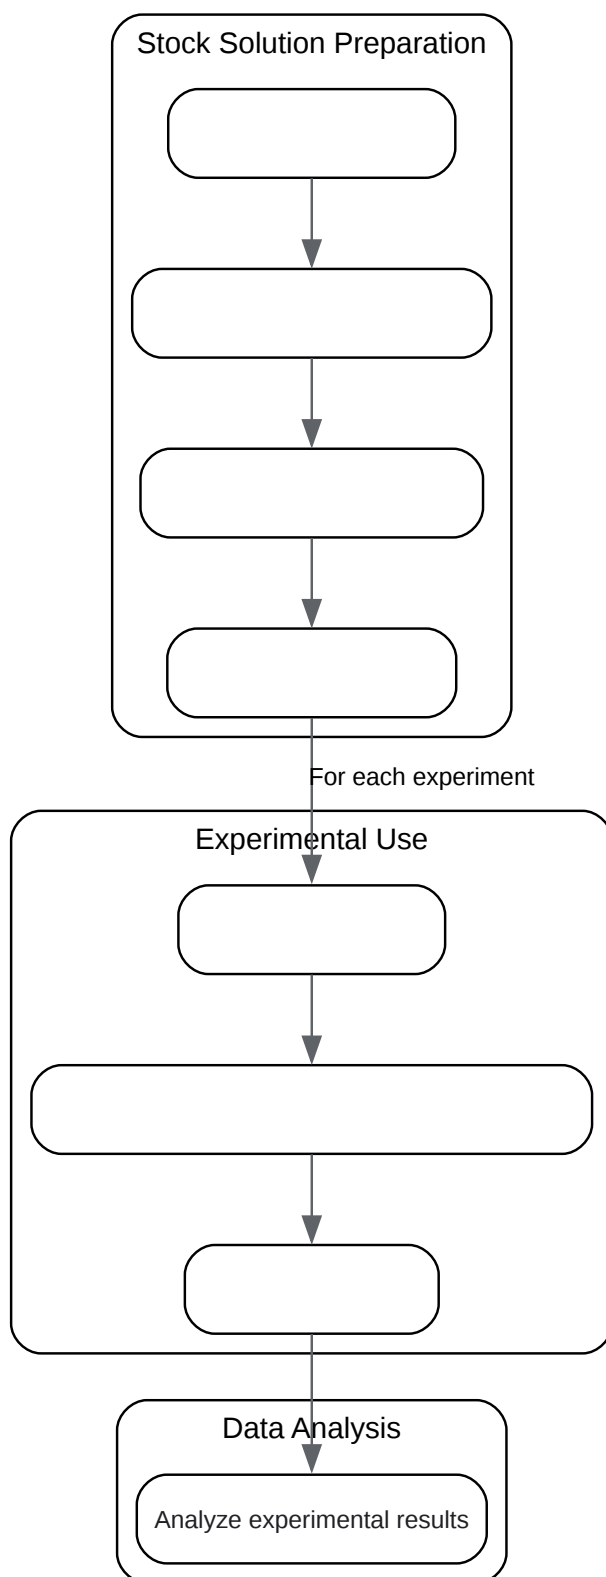 Stock Solution Preparation
For each experiment
Experimental Use
Data Analysis
Analyze experimental results